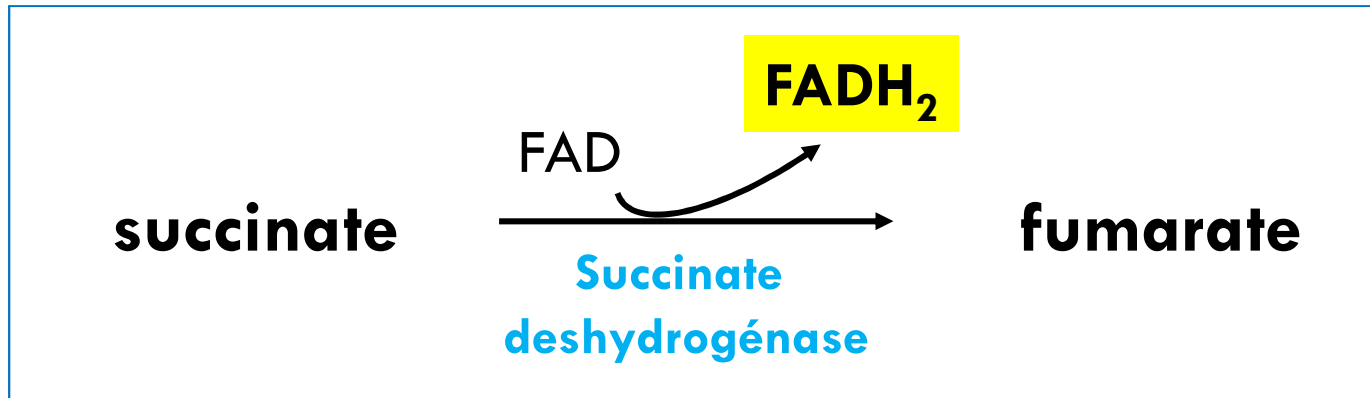 FADH₂
FAD
succinate
fumarate
Succinate
deshydrogénase